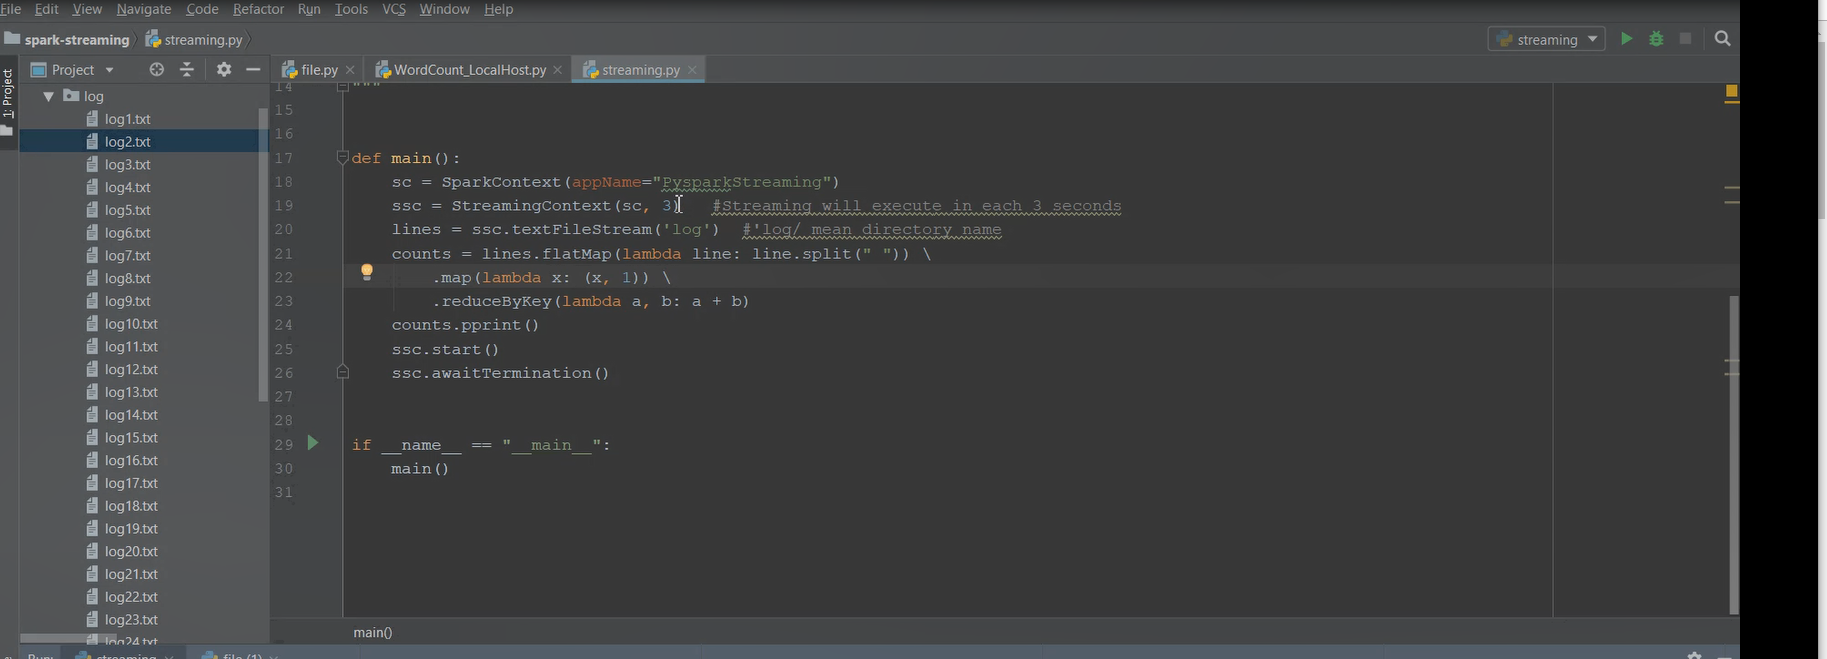 File Edit View Navigate Code Refactor Run Tools VCS Window Help
spark-streaming streaming.py streaming
1: Project
Project file.py WordCount_LocalHost.py streaming.py
log
log1.txt
log2.txt
log3.txt
log4.txt
log5.txt
log6.txt
log7.txt
log8.txt
log9.txt
log10.txt
log11.txt
log12.txt
log13.txt
log14.txt
log15.txt
log16.txt
log17.txt
log18.txt
log19.txt
log20.txt
log21.txt
log22.txt
log23.txt
log24.txt
14 """
15
16
17 def main():
18 sc = SparkContext(appName="PysparkStreaming")
19 ssc = StreamingContext(sc, 3) #Streaming will execute in each 3 seconds
20 lines = ssc.textFileStream('log') #'log/ mean directory name
21 counts = lines.flatMap(lambda line: line.split(" ")) \
22 .map(lambda x: (x, 1)) \
23 .reduceByKey(lambda a, b: a + b)
24 counts.pprint()
25 ssc.start()
26 ssc.awaitTermination()
27
28
29 if __name__ == "__main__":
30 main()
31
main()
Run: streaming file (1)